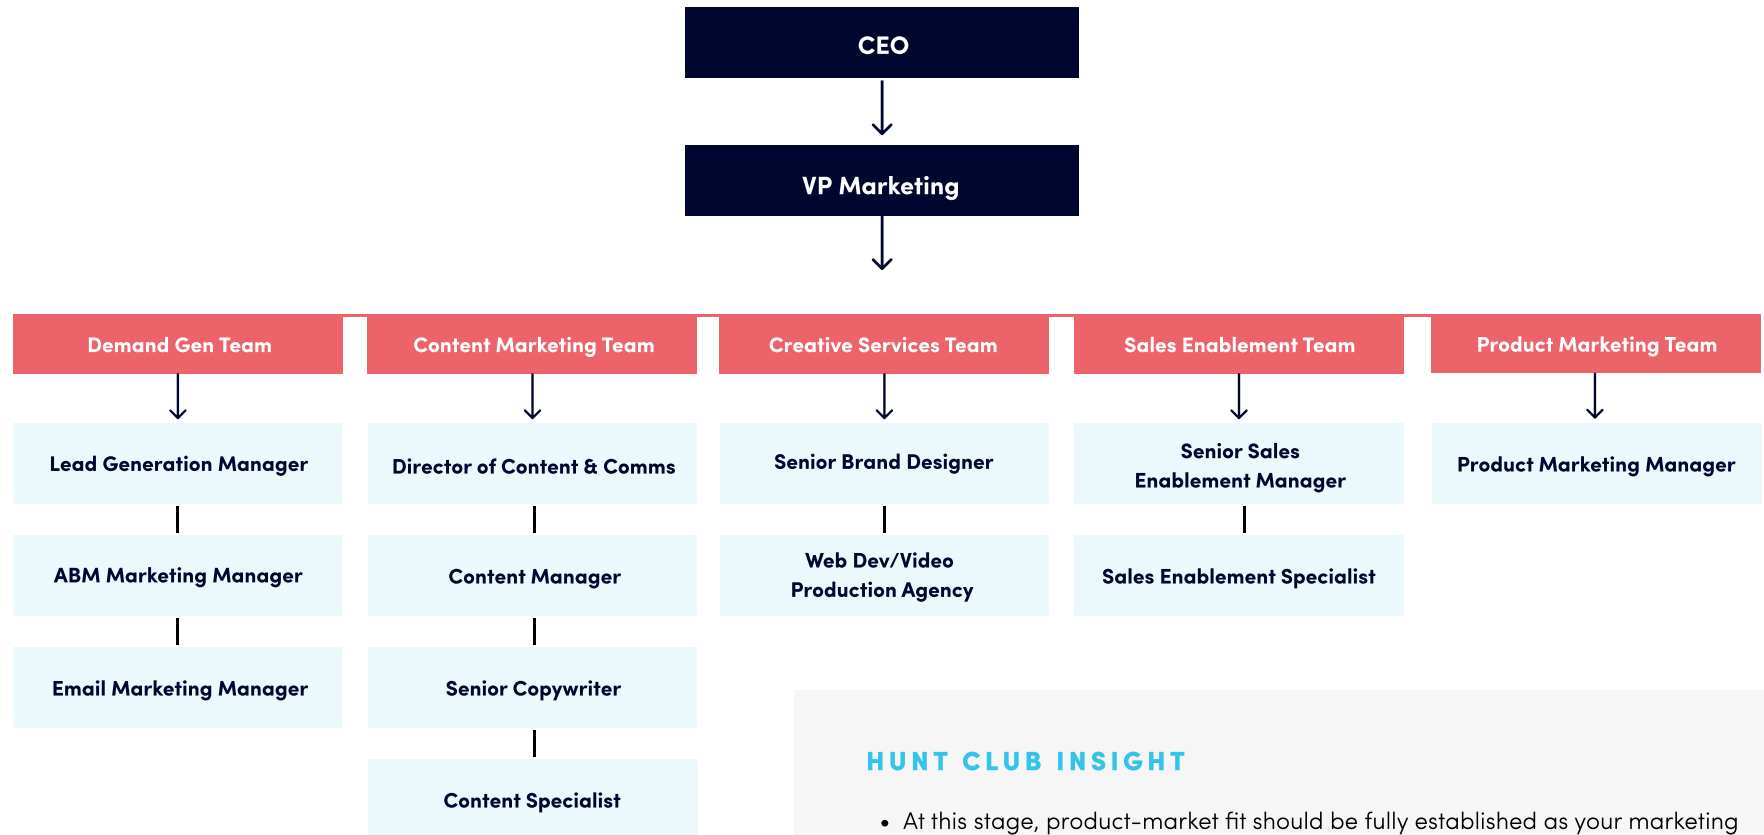 CEO
VP Marketing
Demand Gen Team
Content Marketing Team
Creative Services Team
Sales Enablement Team
Product Marketing Team
Lead Generation Manager
Director of Content & Comms
Senior Brand Designer
Senior Sales
Enablement Manager
Product Marketing Manager
ABM Marketing Manager
Content Manager
Web Dev/Video
Production Agency
Sales Enablement Specialist
Email Marketing Manager
Senior Copywriter
Content Specialist
HUNT CLUB INSIGHT
• At this stage, product-market fit should be fully established as your marketing